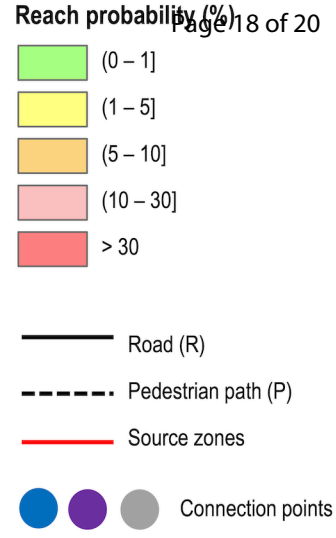 Reach probability (%)
Page 18 of 20
(0 – 1]
(1 – 5]
(5 – 10]
(10 – 30]
> 30
Road (R)
Pedestrian path (P)
Source zones
Connection points